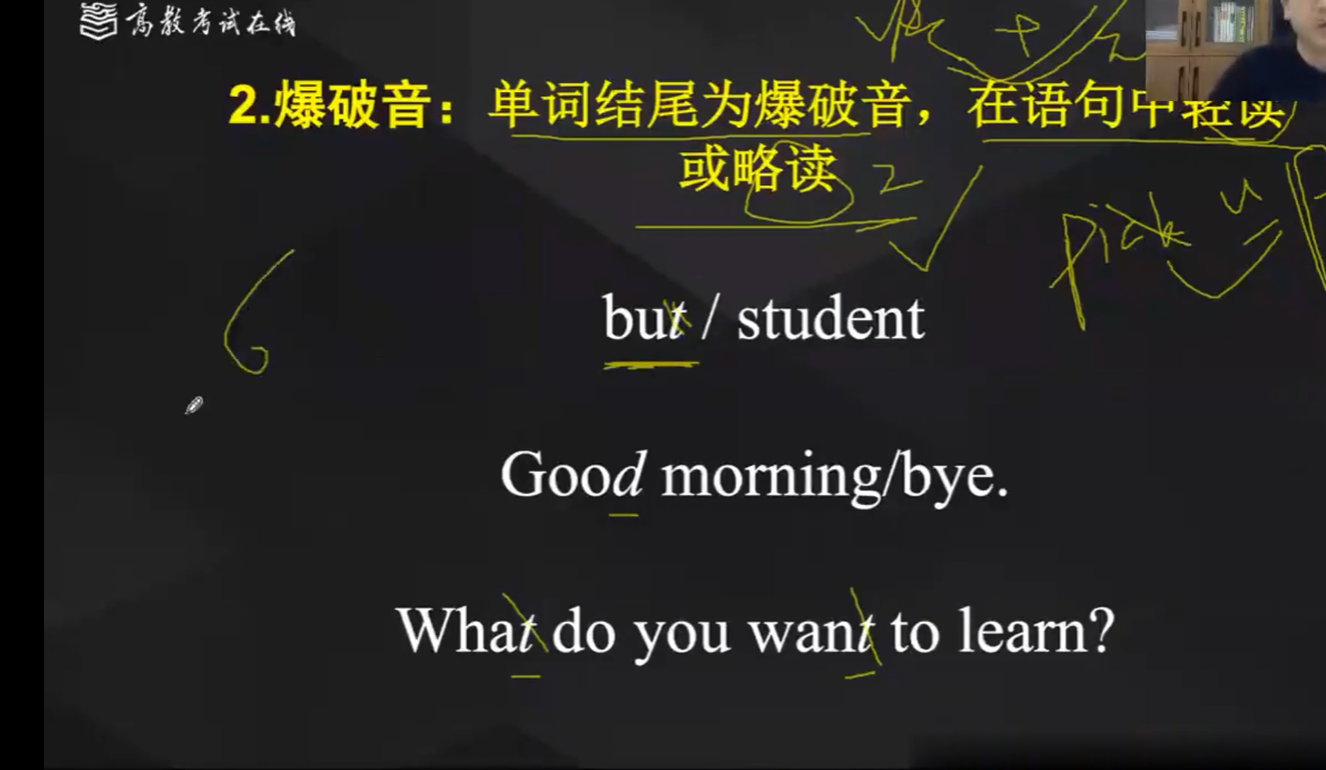 高教考试在线
2.爆破音：单词结尾为爆破音，在语句中轻读
或略读 2
pick u
6
but / student
Good morning/bye.
What do you want to learn?